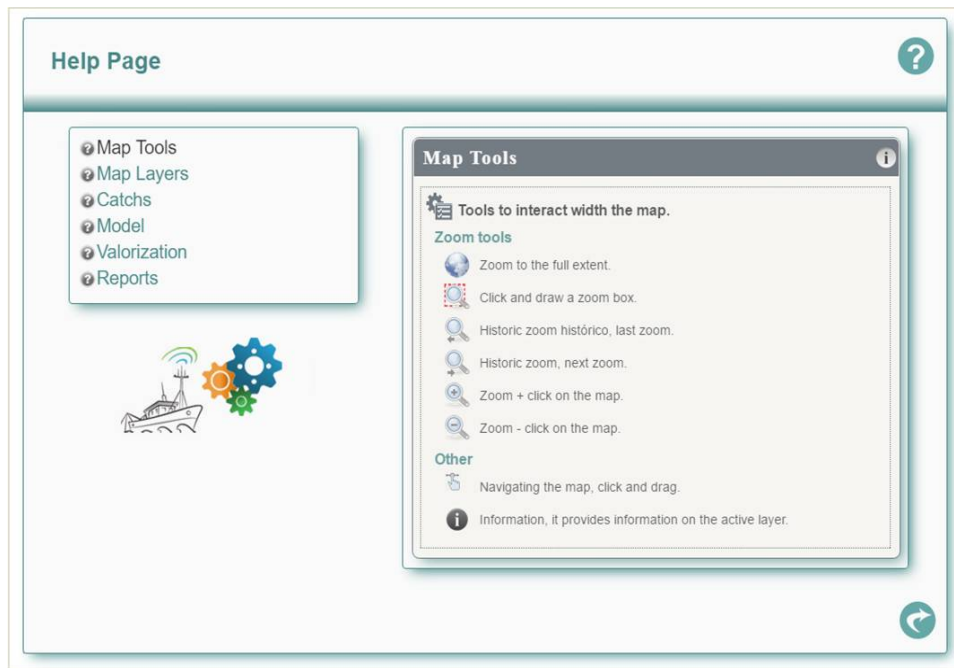 Help Page
Map Tools
Map Layers
Catchs
Model
Valorization
Reports
Map Tools
Tools to interact width the map.
Zoom tools
Zoom to the full extent.
Click and draw a zoom box.
Historic zoom histórico, last zoom.
Historic zoom, next zoom.
Zoom + click on the map.
Zoom - click on the map.
Other
Navigating the map, click and drag.
Information, it provides information on the active layer.